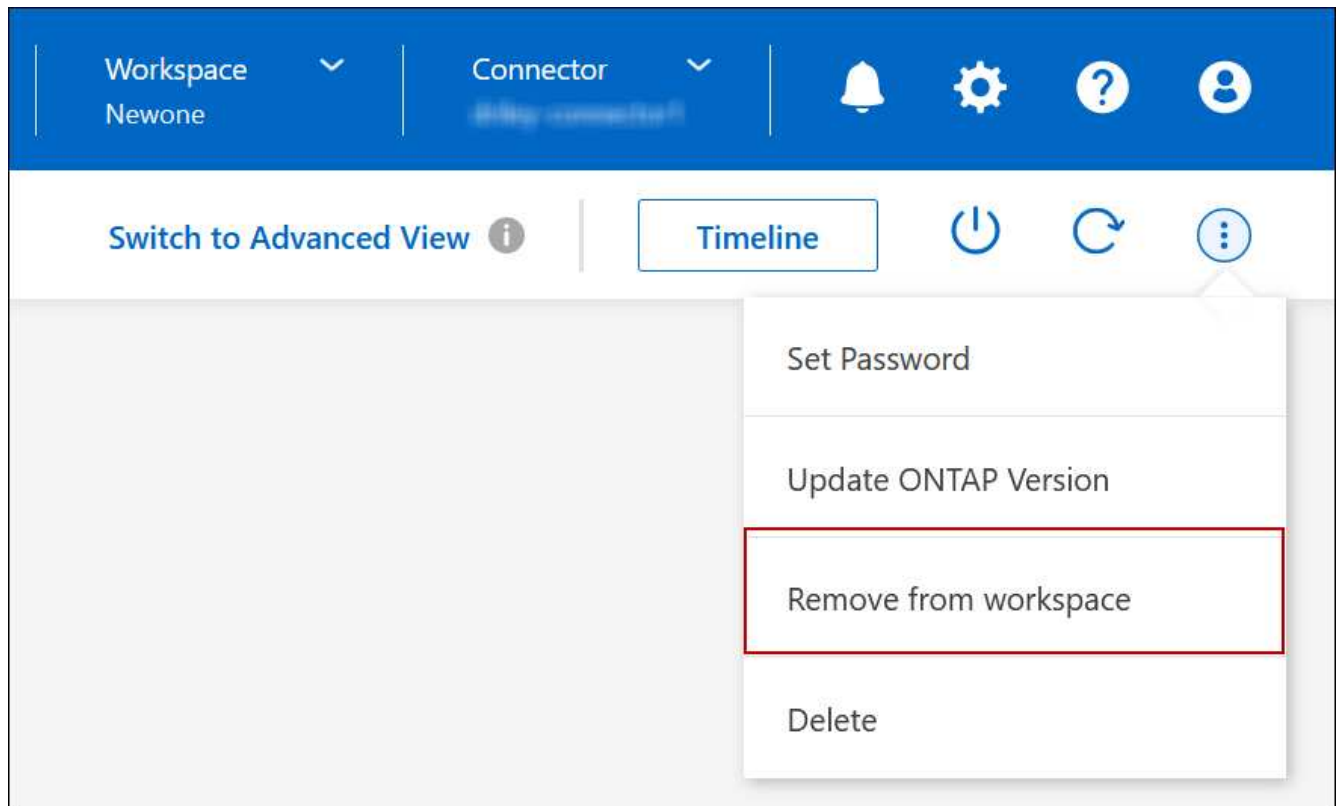 Workspace
Connector
Newone
Switch to Advanced View
Timeline
Set Password
Update ONTAP Version
Remove from workspace
Delete